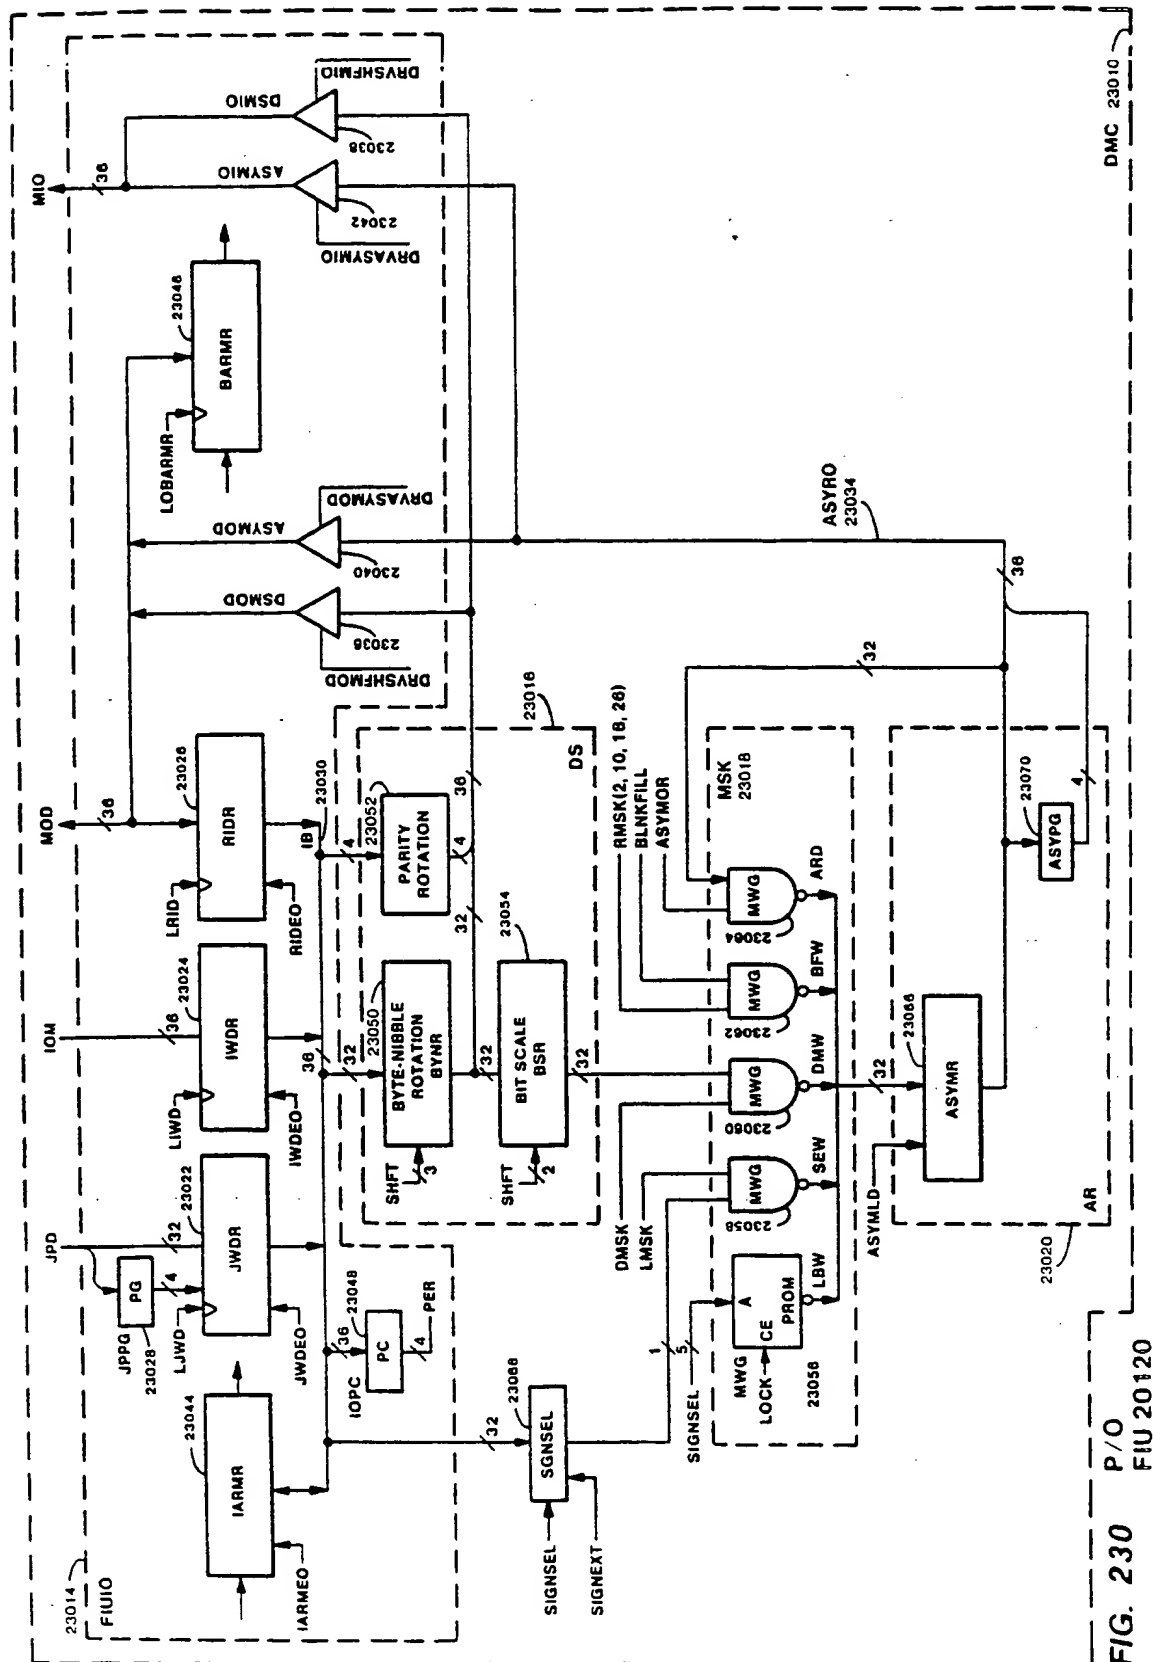 MOD
MIO
IOM
JPD
36
36
36
32
23014
FIUIO
23044
IARMR
IARMEO
JPPG
23028
PG
4
LJWD
23022
JWDR
JWDEO
LIWD
23024
IWDR
IWDEO
LRID
23026
RIDR
RIDEO
IB
23030
LOBARMR
23046
BARMR
DSMOD
23036
DRVSHFMOD
ASYMOD
23040
DRVASYMOD
ASYMIO
23042
DRVASYMIO
DSMIO
23038
DRVSHFMIO
IOPC
36
23048
PC
4
PER
36
32
4
23050
BYTE-NIBBLE
ROTATION
BYNR
SHFT
3
23052
PARITY
ROTATION
4
36
32
32
23054
BIT SCALE
BSR
SHFT
2
32
DS
23016
32
23068
SGNSEL
SIGNSEL
SIGNEXT
1
5
SIGNSEL
DMSK
LMSK
RMSK(2, 10, 18, 26)
BLNKFILL
ASYMOR
MSK
23018
MWG
LOCK
A
CE
PROM
23056
LBW
MWG
23058
SEW
MWG
23060
DMW
MWG
23062
BFW
MWG
23064
ARD
32
32
ASYMLD
23066
ASYMR
AR
23020
23070
ASYPG
4
36
ASYRO
23034
DMC 23010
FIG. 230
P/O
FIU 20120